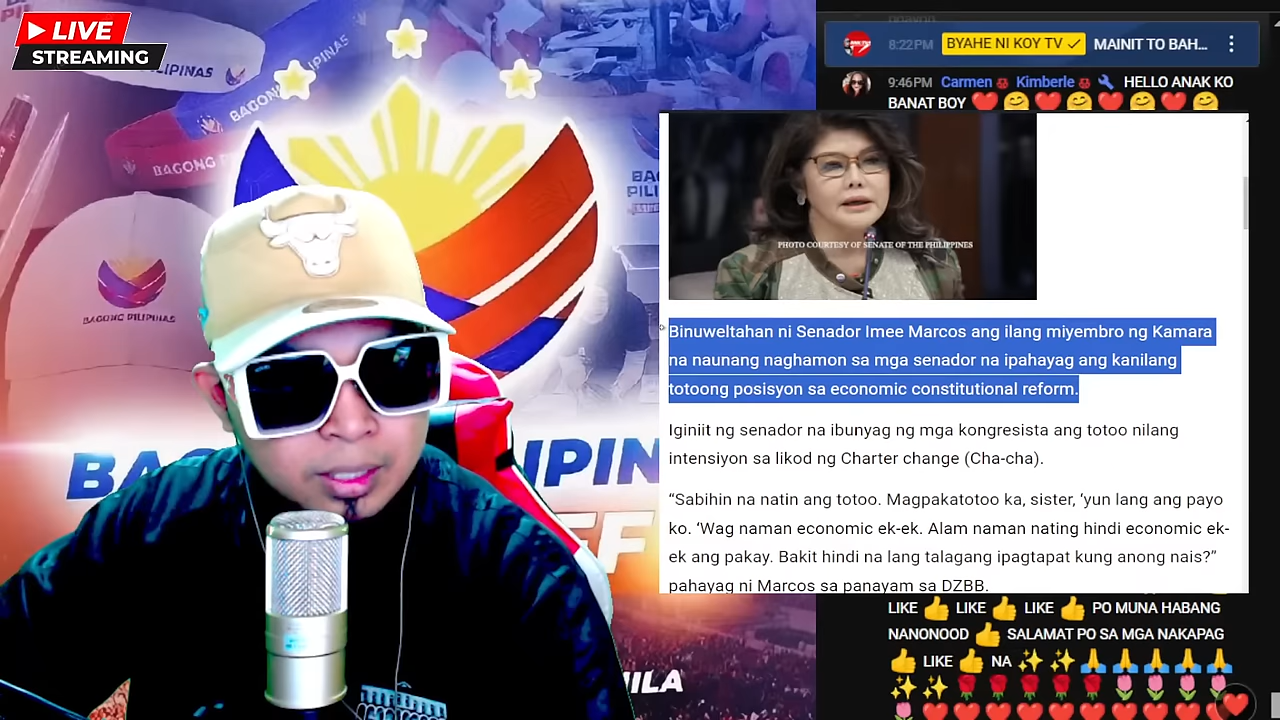 LIVE
STREAMING
PILIPINAS
BAGONG PILIPINAS
BAGONG
BAGONG PILIPINAS
8:22PM BYAHE NI KOY TV MAINIT TO BAH...
9:46PM Carmen Kimberle HELLO ANAK KO
BANAT BOY ❤️ 🤗 ❤️ 🤗 ❤️ 🤗 ❤️ 🤗
PHOTO COURTESY OF SENATE OF THE PHILIPPINES
Binuweltahan ni Senador Imee Marcos ang ilang miyembro ng Kamara
na naunang naghamon sa mga senador na ipahayag ang kanilang
totoong posisyon sa economic constitutional reform.
Iginiit ng senador na ibunyag ng mga kongresista ang totoo nilang
intensiyon sa likod ng Charter change (Cha-cha).
“Sabihin na natin ang totoo. Magpakatotoo ka, sister, ‘yun lang ang payo
ko. ‘Wag naman economic ek-ek. Alam naman nating hindi economic ek-
ek ang pakay. Bakit hindi na lang talagang ipagtapat kung anong nais?”
pahayag ni Marcos sa panayam sa DZBB.
LIKE 👍 LIKE 👍 LIKE 👍 PO MUNA HABANG
NANONOOD 👍 SALAMAT PO SA MGA NAKAPAG
👍 LIKE 👍 NA ✨ ✨ 🙏 🙏 🙏 🙏 🙏
✨ ✨ 🌹 🌹 🌹 🌹 🌹 🌷 🌷 🌷 🌷